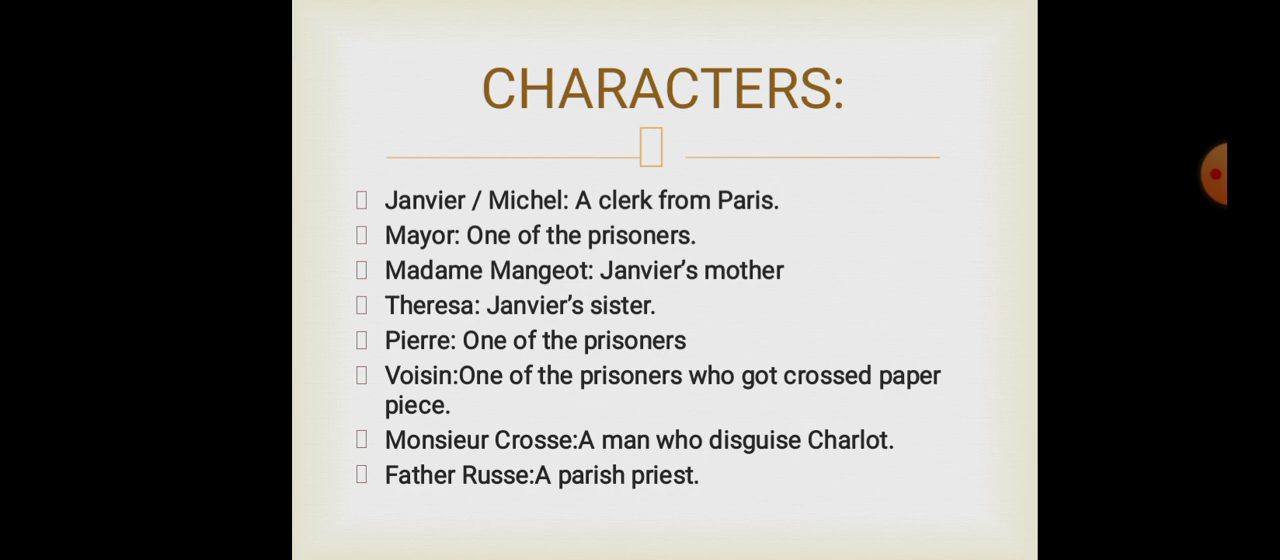 CHARACTERS:
Janvier / Michel: A clerk from Paris.
Mayor: One of the prisoners.
Madame Mangeot: Janvier’s mother
Theresa: Janvier’s sister.
Pierre: One of the prisoners
Voisin:One of the prisoners who got crossed paper
piece.
Monsieur Crosse:A man who disguise Charlot.
Father Russe:A parish priest.